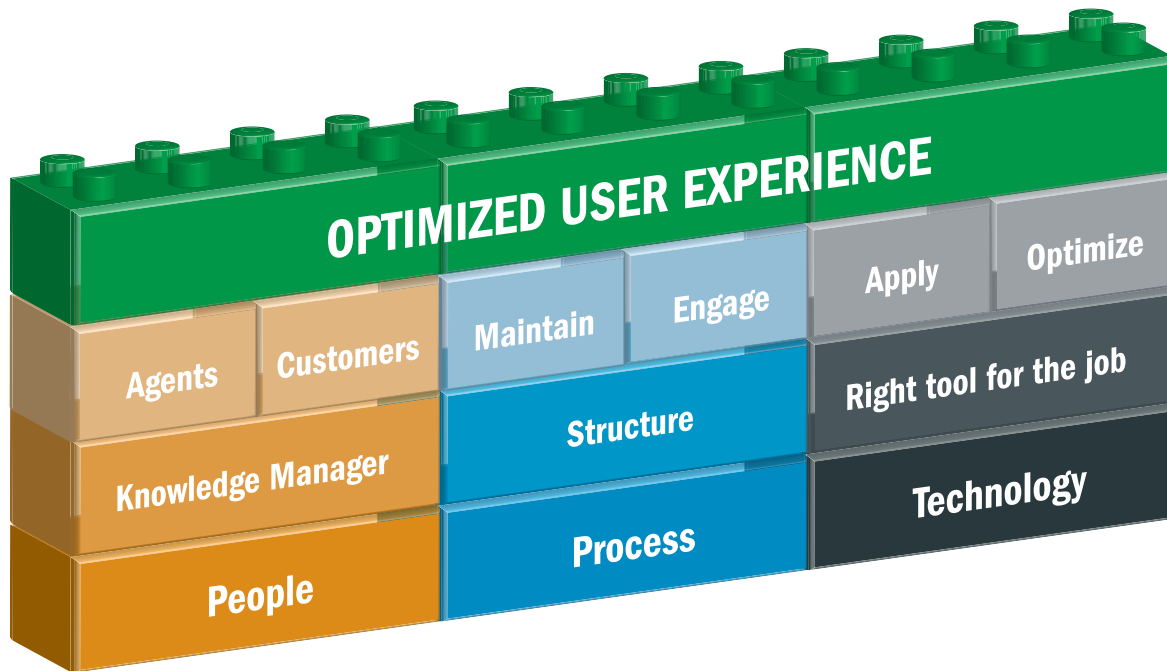 OPTIMIZED USER EXPERIENCE
Agents
Customers
Maintain
Engage
Apply
Optimize
Knowledge Manager
Structure
Right tool for the job
People
Process
Technology